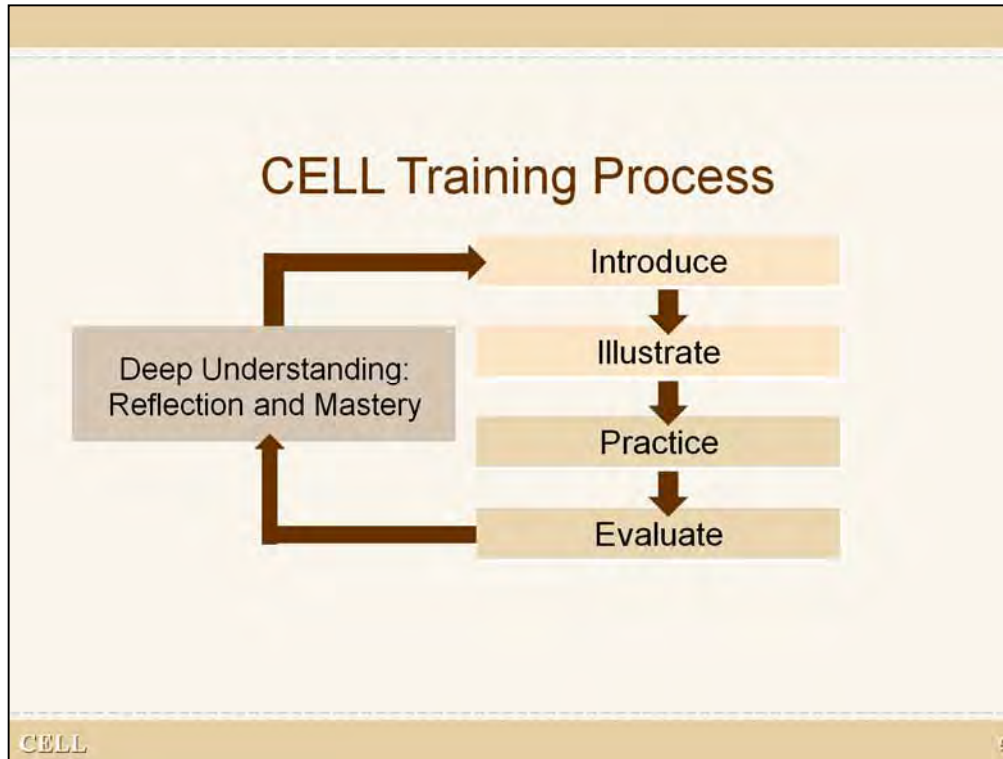 CELL Training Process
Introduce
Illustrate
Practice
Evaluate
Deep Understanding:
Reflection and Mastery
CELL